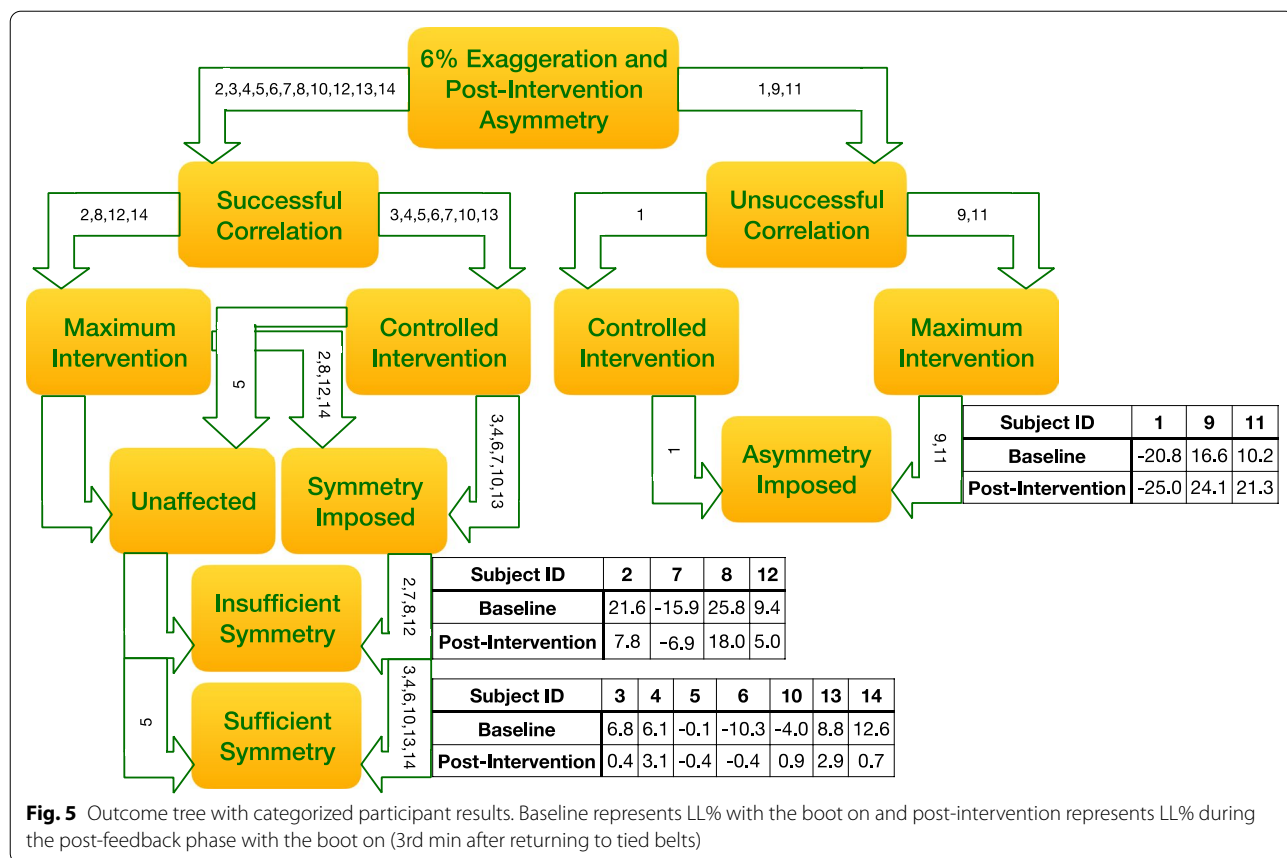 6% Exaggeration and
Post-Intervention
Asymmetry
2,3,4,5,6,7,8,10,12,13,14
1,9,11
Successful
Correlation
Unsuccessful
Correlation
2,8,12,14
3,4,5,6,7,10,13
1
9,11
Maximum
Intervention
Controlled
Intervention
Controlled
Intervention
Maximum
Intervention
5
2,8,12,14
3,4,6,7,10,13
1
9,11
Unaffected
Symmetry
Imposed
Asymmetry
Imposed
Subject ID 1 9 11
Baseline -20.8 16.6 10.2
Post-Intervention -25.0 24.1 21.3
Insufficient
Symmetry
2,7,8,12
Subject ID 2 7 8 12
Baseline 21.6 -15.9 25.8 9.4
Post-Intervention 7.8 -6.9 18.0 5.0
5
Sufficient
Symmetry
3,4,6,10,13,14
Subject ID 3 4 5 6 10 13 14
Baseline 6.8 6.1 -0.1 -10.3 -4.0 8.8 12.6
Post-Intervention 0.4 3.1 -0.4 -0.4 0.9 2.9 0.7
Fig. 5 Outcome tree with categorized participant results. Baseline represents LL% with the boot on and post-intervention represents LL% during
the post-feedback phase with the boot on (3rd min after returning to tied belts)